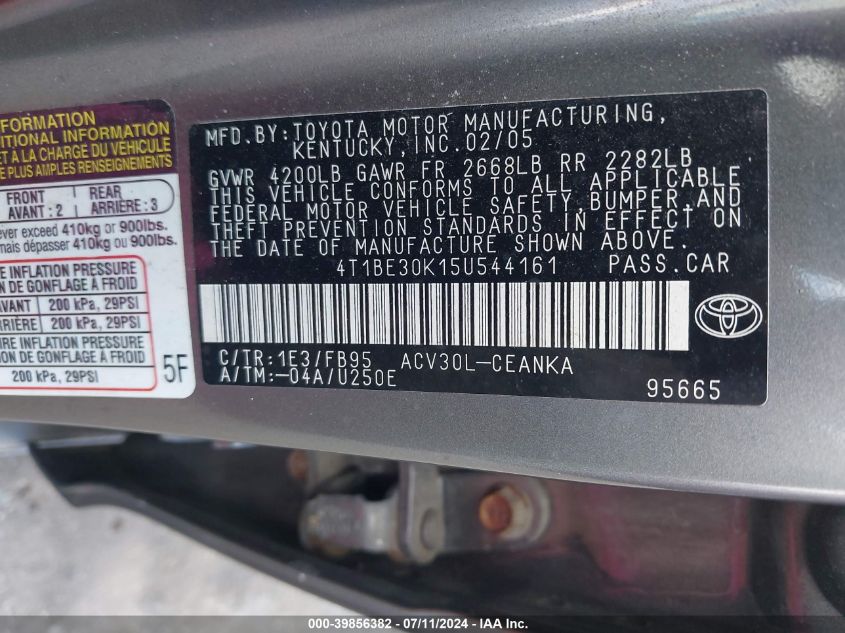 FORMATION
TIONAL INFORMATION
ET A LA CHARGE DU VÉHICULE
E PLUS AMPLES RENSEIGNEMENTS
FRONT
AVANT : 2
REAR
ARRIÈRE : 3
ever exceed 410kg or 900lbs.
mais dépasser 410kg ou 900lbs.
E INFLATION PRESSURE
DE GONFLAGE À FROID
AVANT 200 kPa, 29PSI
RRIÈRE 200 kPa, 29PSI
E INFLATION PRESSURE
DE GONFLAGE À FROID
200 kPa, 29PSI
5F
MFD.BY:TOYOTA MOTOR MANUFACTURING,
KENTUCKY,INC.02/05
GVWR 4200LB GAWR FR 2668LB RR 2282LB
THIS VEHICLE CONFORMS TO ALL APPLICABLE
FEDERAL MOTOR VEHICLE SAFETY,BUMPER,AND
THEFT PREVENTION STANDARDS IN EFFECT ON
THE DATE OF MANUFACTURE SHOWN ABOVE.
4T1BE30K15U544161 PASS.CAR
C/TR:1E3/FB95 ACV30L-CEANKA
A/TM:-04A/U250E
95665
000-39856382 - 07/11/2024 - IAA Inc.